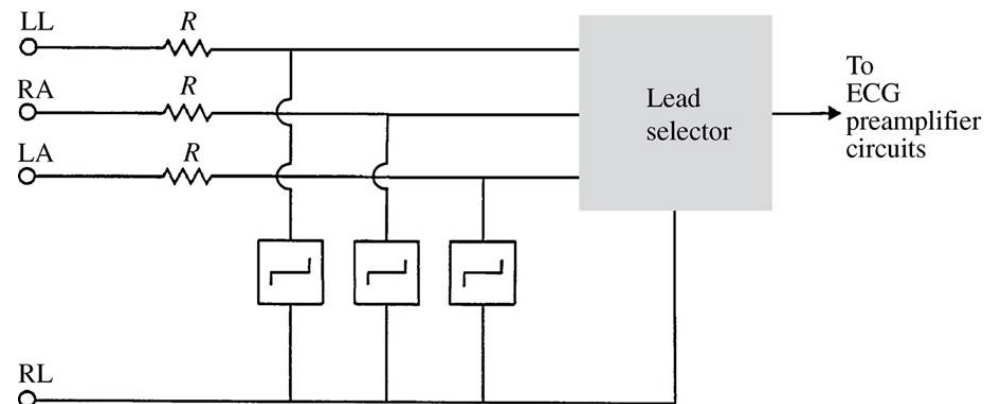 LL
R
RA
R
LA
R
RL
Lead
selector
To
ECG
preamplifier
circuits